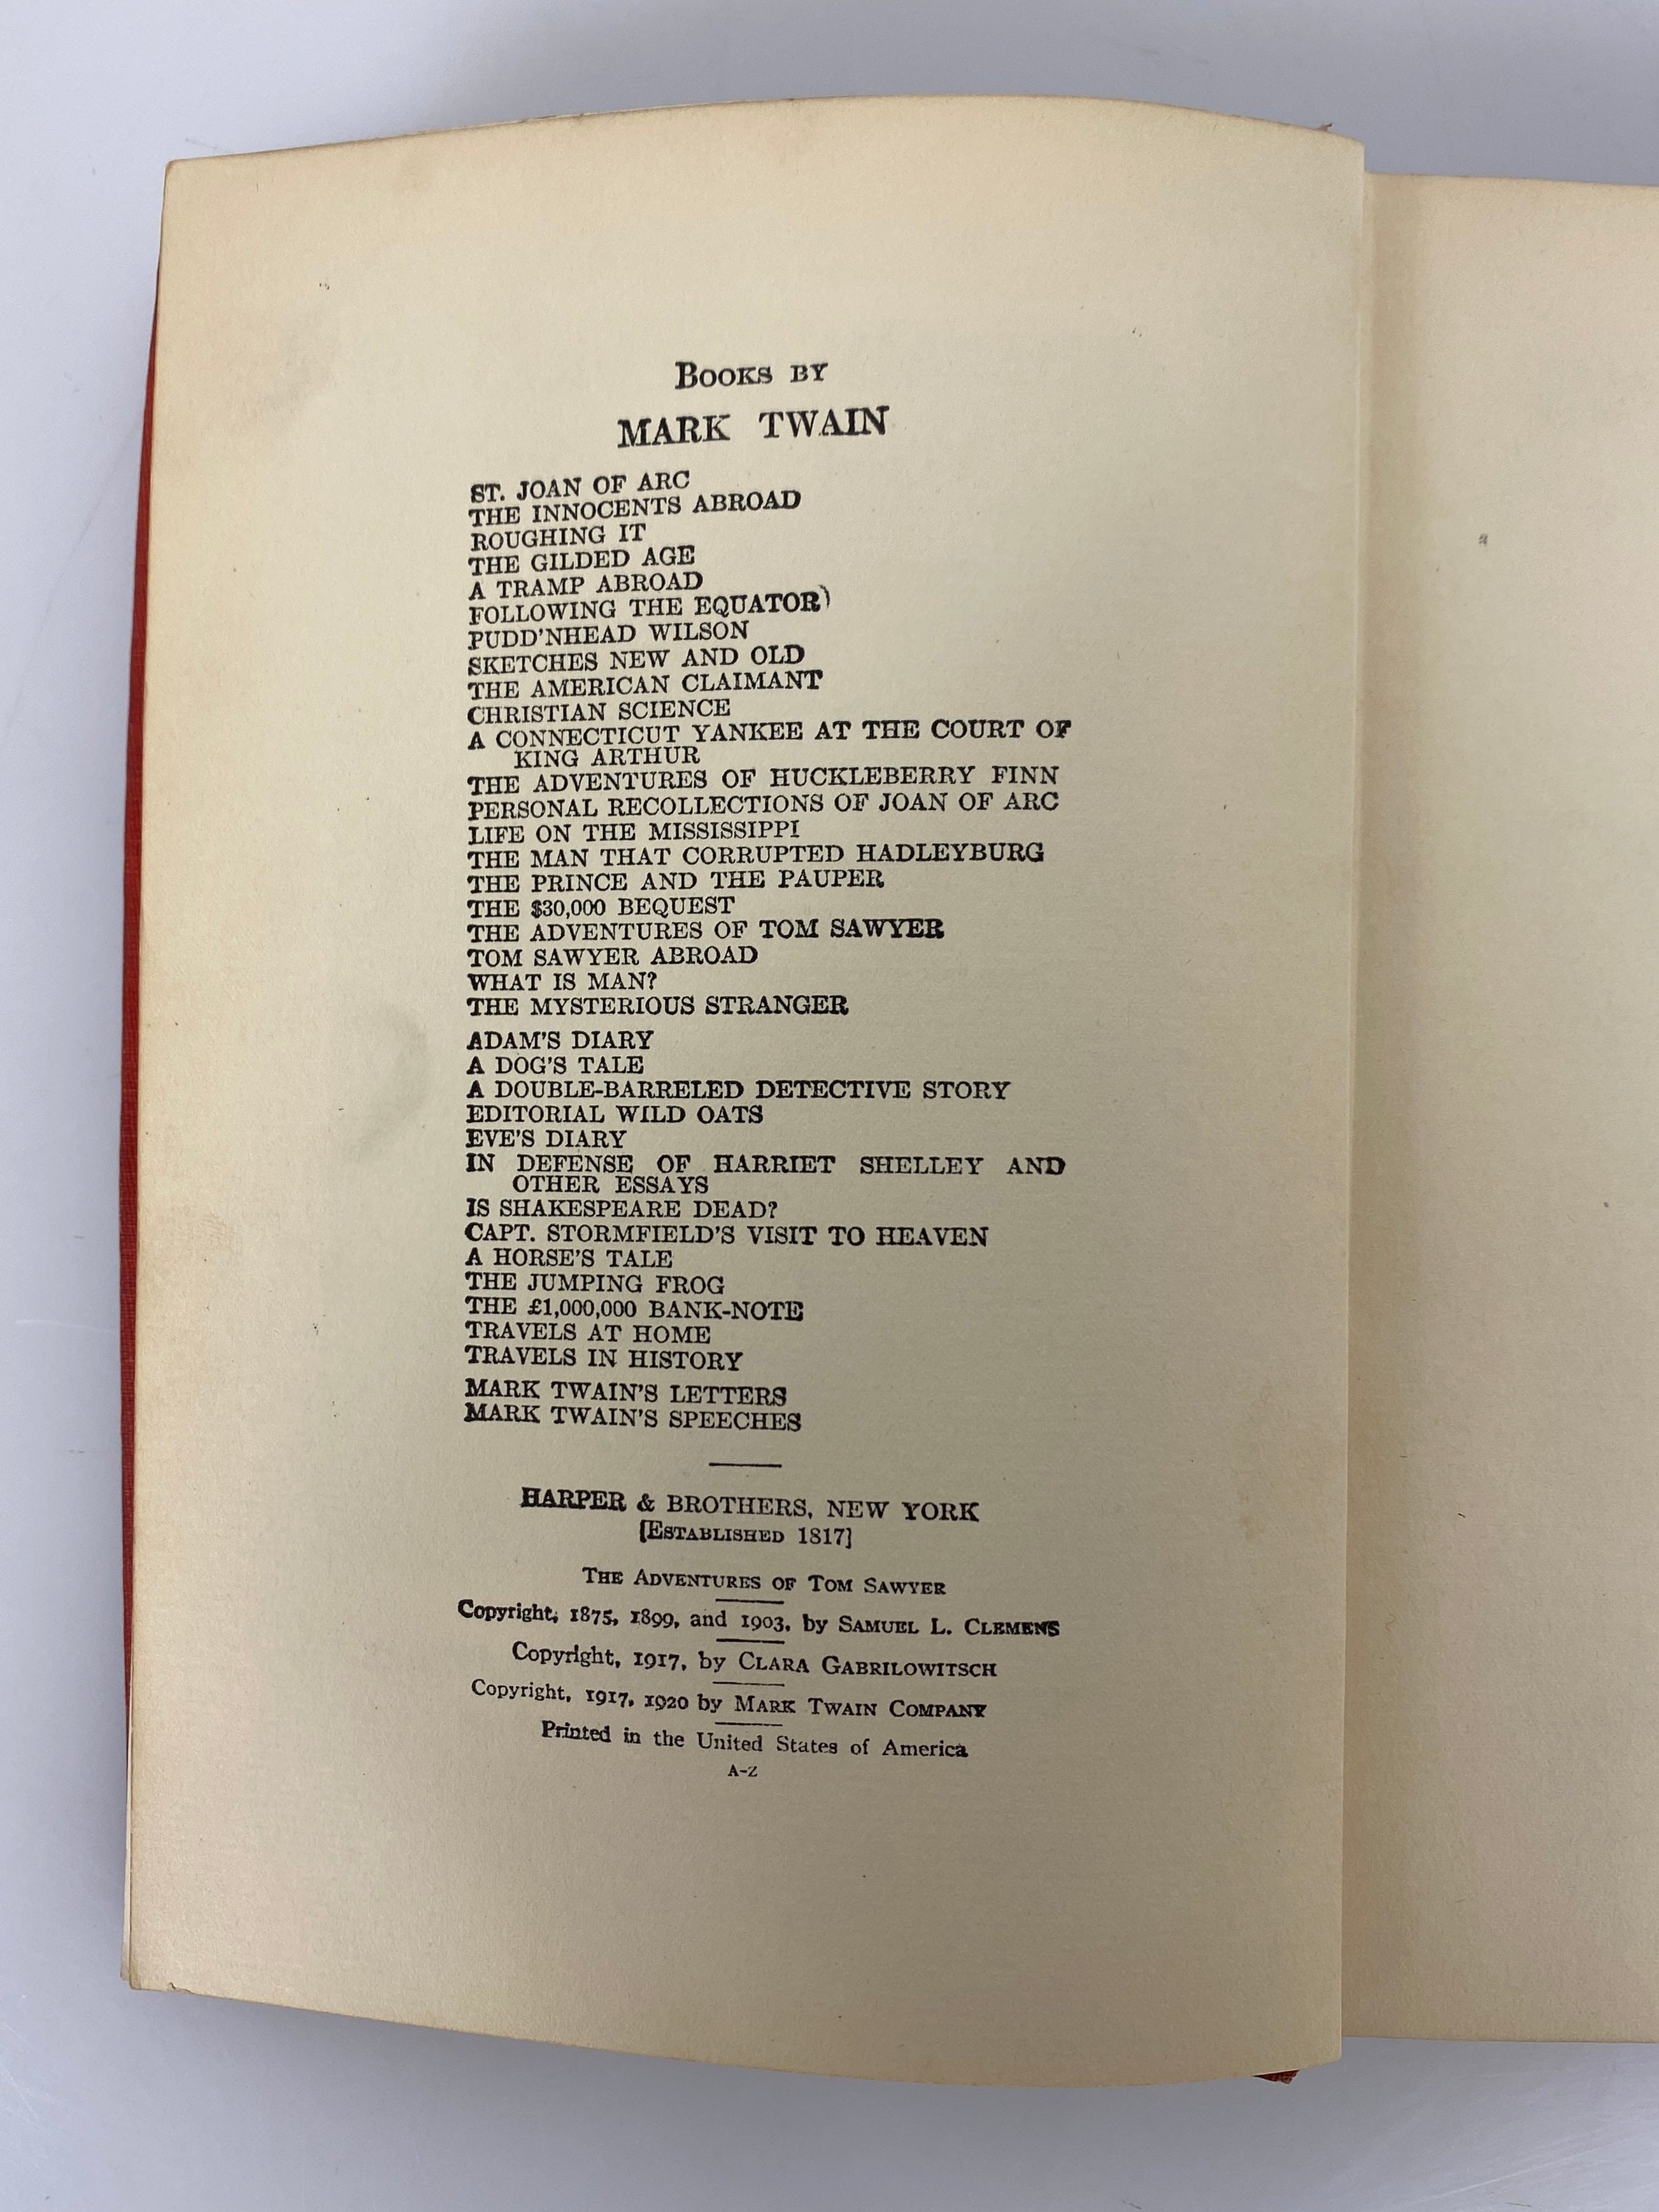 BOOKS BY
MARK TWAIN
ST. JOAN OF ARC
THE INNOCENTS ABROAD
ROUGHING IT
THE GILDED AGE
A TRAMP ABROAD
FOLLOWING THE EQUATOR)
PUDD'NHEAD WILSON
SKETCHES NEW AND OLD
THE AMERICAN CLAIMANT
CHRISTIAN SCIENCE
A CONNECTICUT YANKEE AT THE COURT OF
KING ARTHUR
THE ADVENTURES OF HUCKLEBERRY FINN
PERSONAL RECOLLECTIONS OF JOAN OF ARC
LIFE ON THE MISSISSIPPI
THE MAN THAT CORRUPTED HADLEYBURG
THE PRINCE AND THE PAUPER
THE $30,000 BEQUEST
THE ADVENTURES OF TOM SAWYER
TOM SAWYER ABROAD
WHAT IS MAN?
THE MYSTERIOUS STRANGER
ADAM'S DIARY
A DOG'S TALE
A DOUBLE-BARRELED DETECTIVE STORY
EDITORIAL WILD OATS
EVE'S DIARY
IN DEFENSE OF HARRIET SHELLEY AND
OTHER ESSAYS
IS SHAKESPEARE DEAD?
CAPT. STORMFIELD'S VISIT TO HEAVEN
A HORSE'S TALE
THE JUMPING FROG
THE £1,000,000 BANK-NOTE
TRAVELS AT HOME
TRAVELS IN HISTORY
MARK TWAIN'S LETTERS
MARK TWAIN'S SPEECHES
HARPER & BROTHERS, NEW YORK
[ESTABLISHED 1817]
THE ADVENTURES OF TOM SAWYER
Copyright, 1875, 1899, and 1903, by SAMUEL L. CLEMENS
Copyright, 1917, by CLARA GABRILOWITSCH
Copyright, 1917, 1920 by MARK TWAIN COMPANY
Printed in the United States of America
A-Z